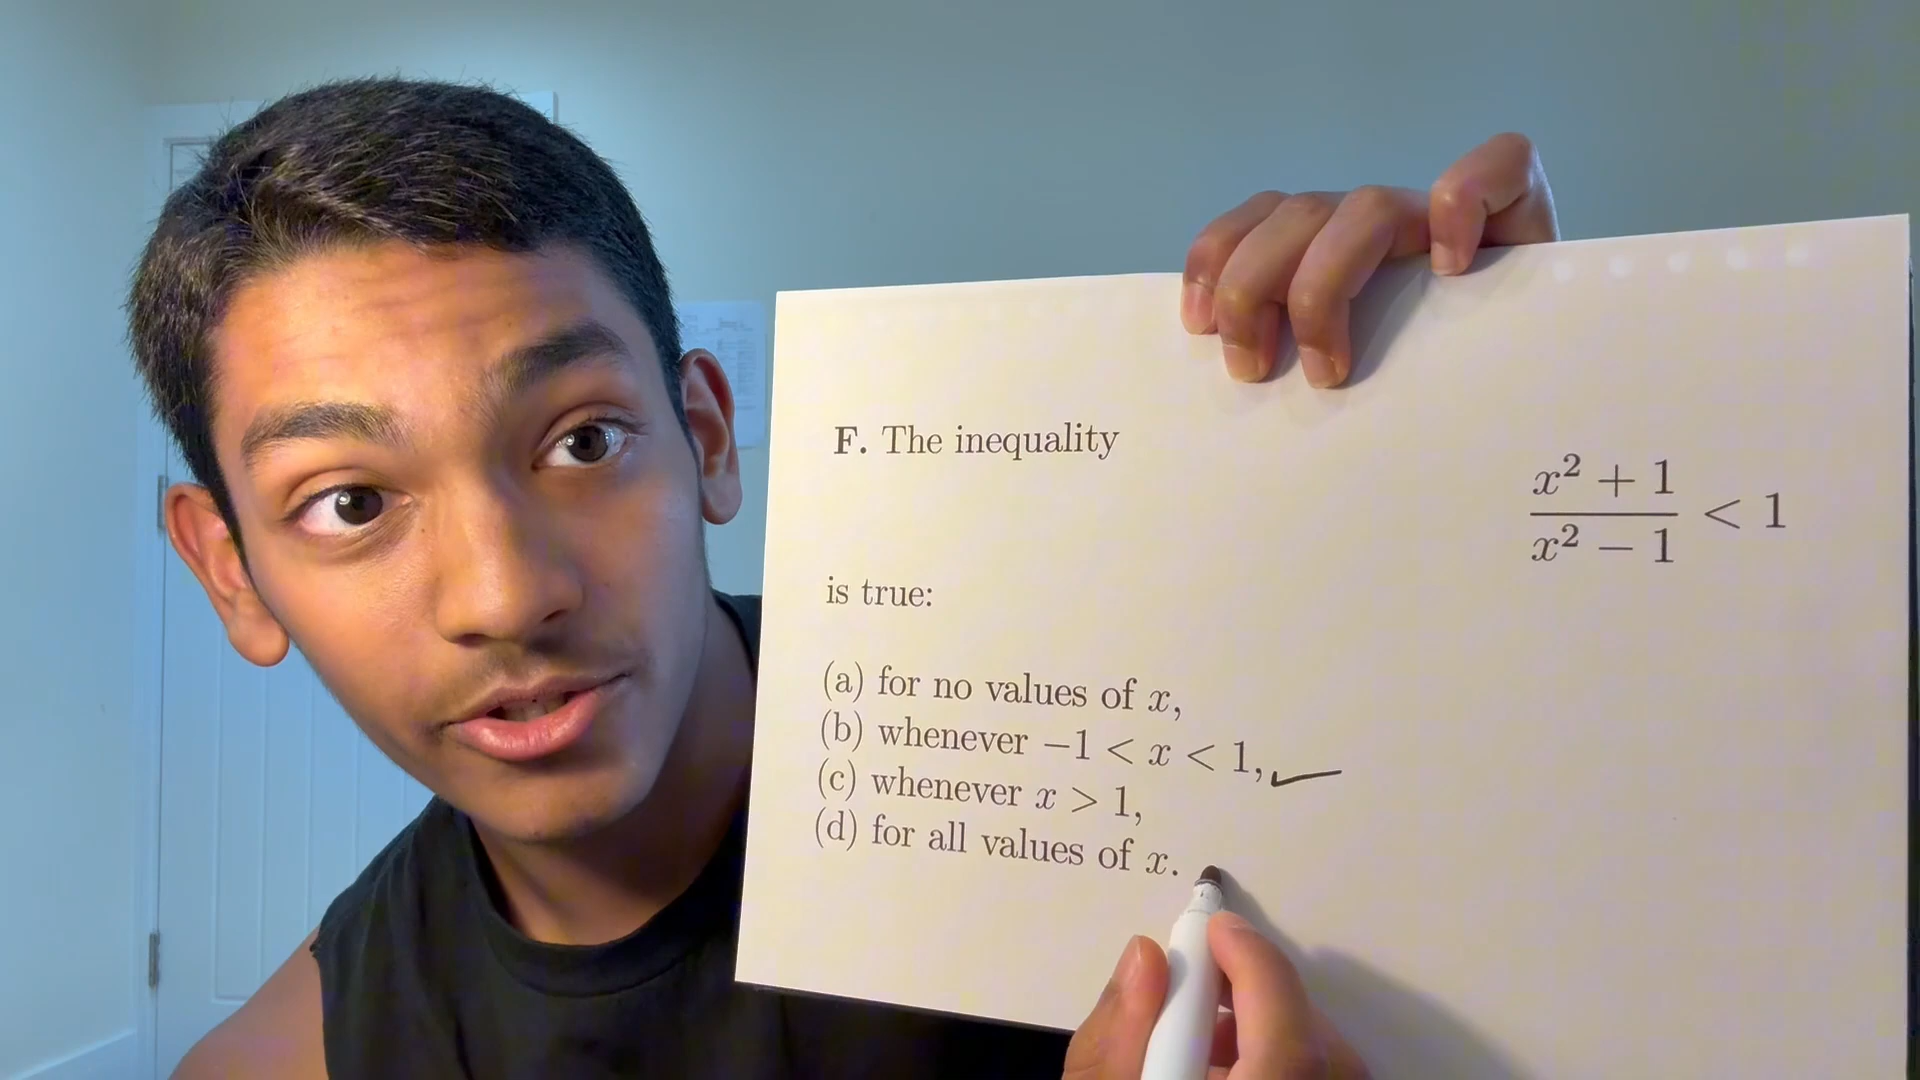 F. The inequality
x² + 1
x² − 1
< 1
is true:
(a) for no values of x,
(b) whenever −1 < x < 1,
(c) whenever x > 1,
(d) for all values of x.